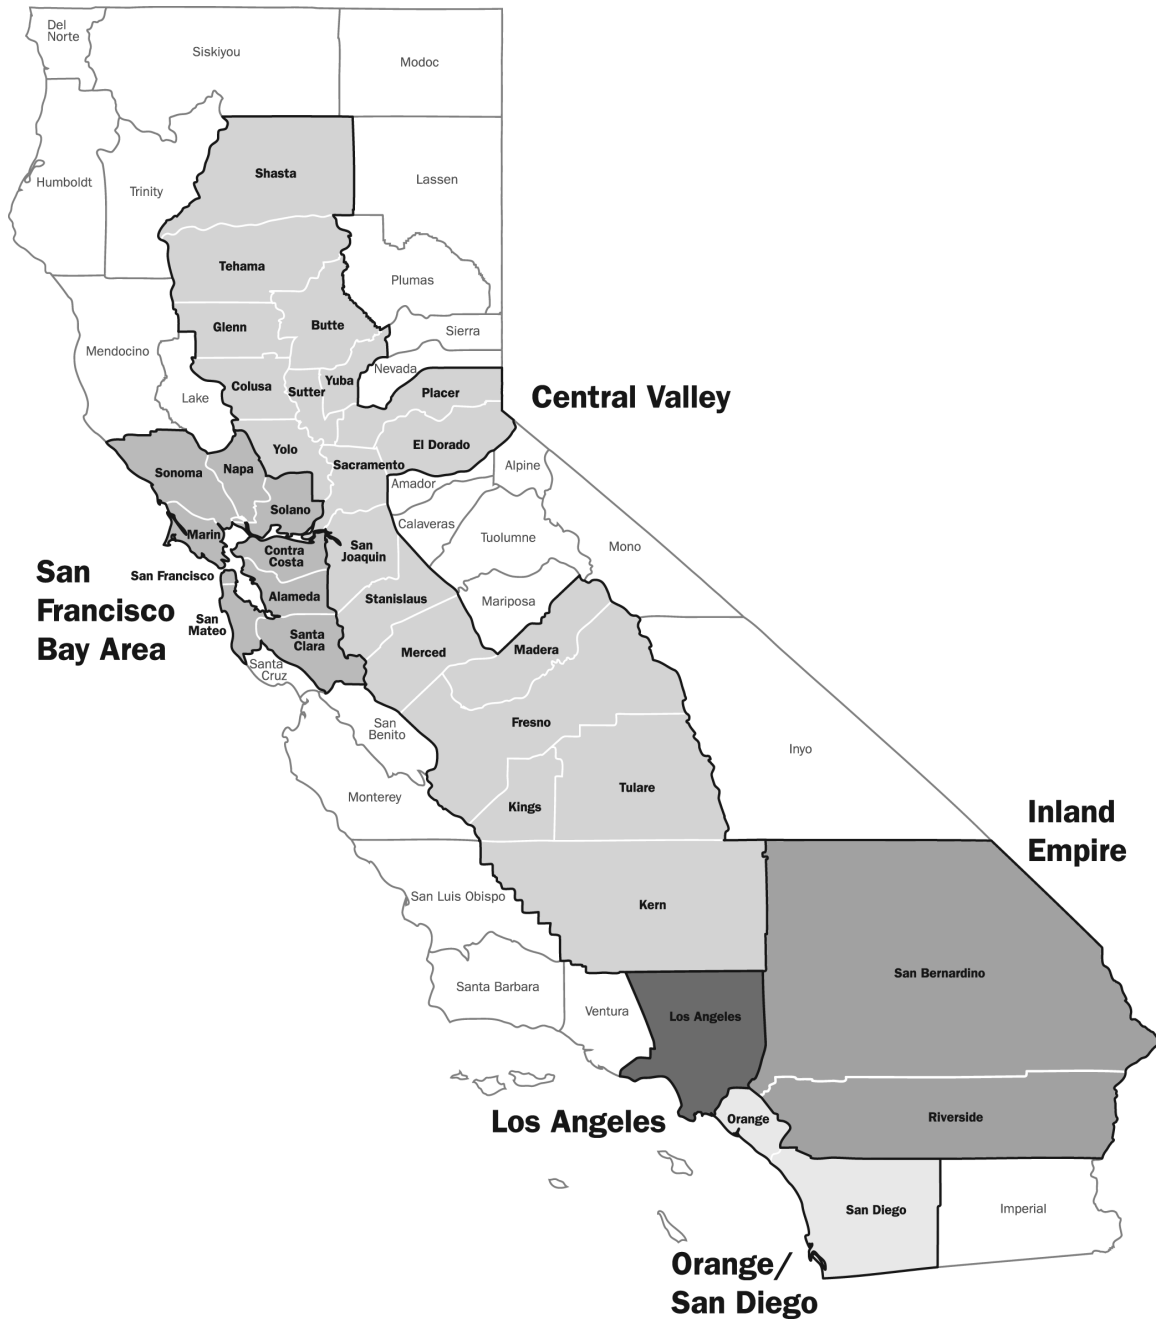 Del
Norte
Siskiyou
Modoc
Shasta
Humboldt
Trinity
Lassen
Tehama
Plumas
Glenn
Butte
Sierra
Mendocino
Nevada
Colusa
Sutter
Yuba
Placer
Lake
Central Valley
El Dorado
Yolo
Sonoma
Napa
Sacramento
Alpine
Amador
Solano
Calaveras
Marin
Tuolumne
Contra
Costa
San
Joaquin
Mono
San
Francisco
Bay Area
San Francisco
Alameda
Stanislaus
Mariposa
San
Mateo
Santa
Clara
Merced
Madera
Santa
Cruz
San
Benito
Fresno
Inyo
Monterey
Kings
Tulare
Inland
Empire
San Luis Obispo
Kern
San Bernardino
Santa Barbara
Ventura
Los Angeles
Los Angeles
Orange
Riverside
San Diego
Imperial
Orange/
San Diego